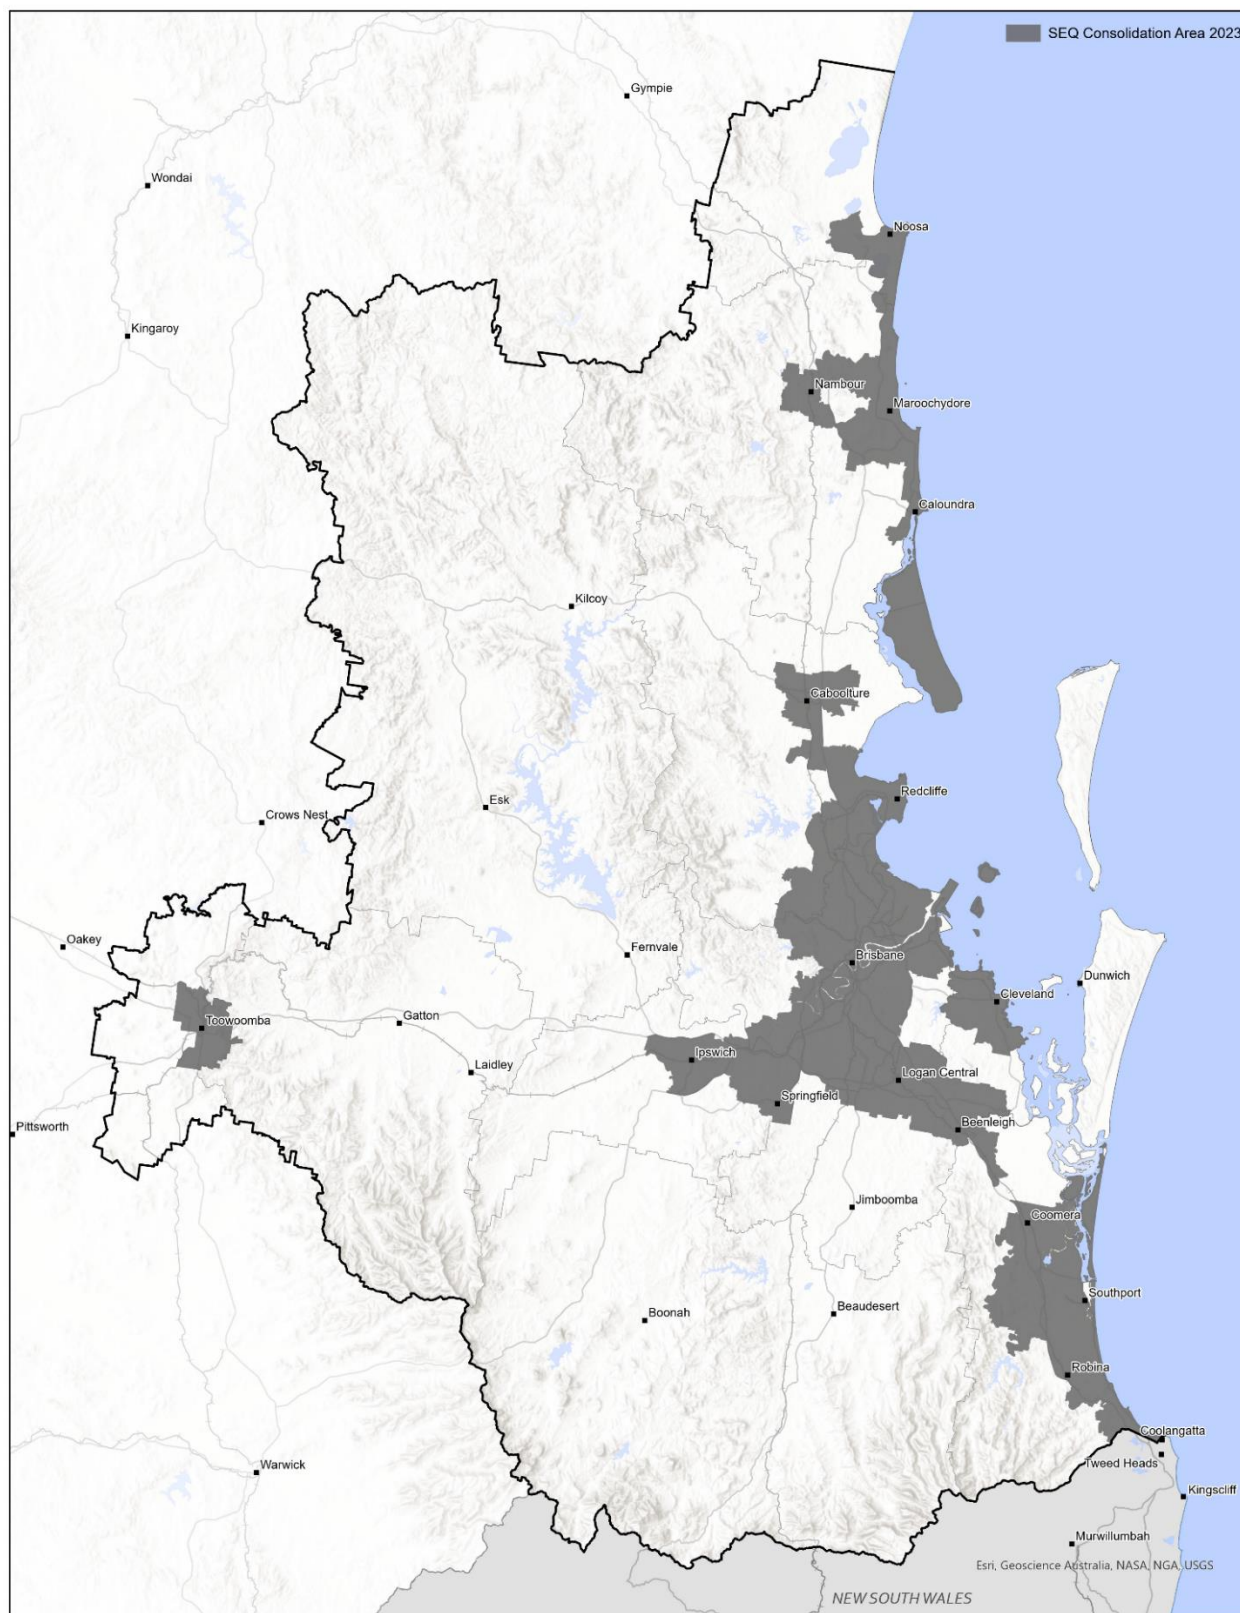 SEQ Consolidation Area 2023
Gympie
Wondai
Noosa
Kingaroy
Nambour
Maroochydore
Caloundra
Kilcoy
Caboolture
Redcliffe
Esk
Crows Nest
Oakey
Fernvale
Brisbane
Dunwich
Cleveland
Toowoomba
Gatton
Ipswich
Laidley
Logan Central
Springfield
Beenleigh
Pittsworth
Jimboomba
Coomera
Southport
Boonah
Beaudesert
Robina
Coolangatta
Tweed Heads
Warwick
Kingscliff
Murwillumbah
Esri, Geoscience Australia, NASA, NGA, USGS
NEW SOUTH WALES